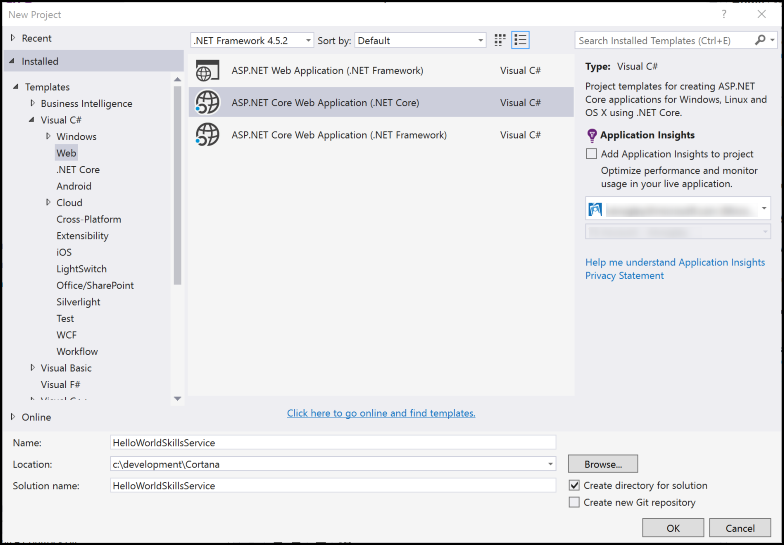 New Project
Recent
.NET Framework 4.5.2 Sort by: Default
Search Installed Templates (Ctrl+E)
Installed
Templates
Business Intelligence
Visual C#
Windows
Web
.NET Core
Android
Cloud
Cross-Platform
Extensibility
iOS
LightSwitch
Office/SharePoint
Silverlight
Test
WCF
Workflow
Visual Basic
Visual F#
Online
ASP.NET Web Application (.NET Framework) Visual C#
ASP.NET Core Web Application (.NET Core) Visual C#
ASP.NET Core Web Application (.NET Framework) Visual C#
Click here to go online and find templates.
Type: Visual C#
Project templates for creating ASP.NET
Core applications for Windows, Linux and
OS X using .NET Core.
Application Insights
Add Application Insights to project
Optimize performance and monitor
usage in your live application.
Help me understand Application Insights
Privacy Statement
Name: HelloWorldSkillsService
Location: c:\development\Cortana
Browse...
Solution name: HelloWorldSkillsService
Create directory for solution
Create new Git repository
OK Cancel